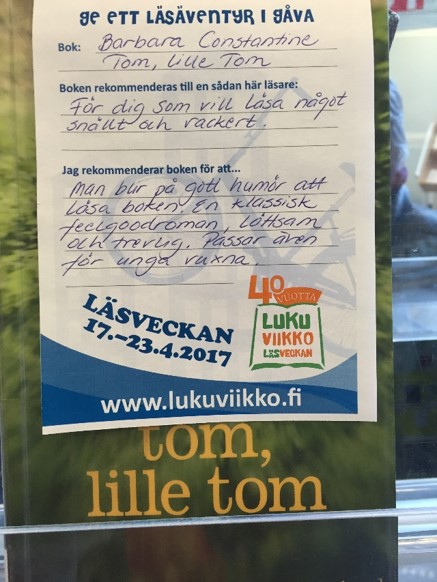 ge ett LÄSÄVENTYR I GÅVA
Bok: Barbara Constantine
Tom, Lille Tom
Boken rekommenderas till en sådan här läsare:
För dig som vill läsa något
snällt och vackert.
Jag rekommenderar boken för att...
Man blir på gott humör att
läsa boken. En klassisk
feelgoodroman, lättsam
och trevlig. Passar även
för unga vuxna.
40
VUOTTA
LUKU
VIIKKO
LÄSVECKAN
LÄSVECKAN
17.–23.4.2017
www.lukuviikko.fi
tom,
lille tom